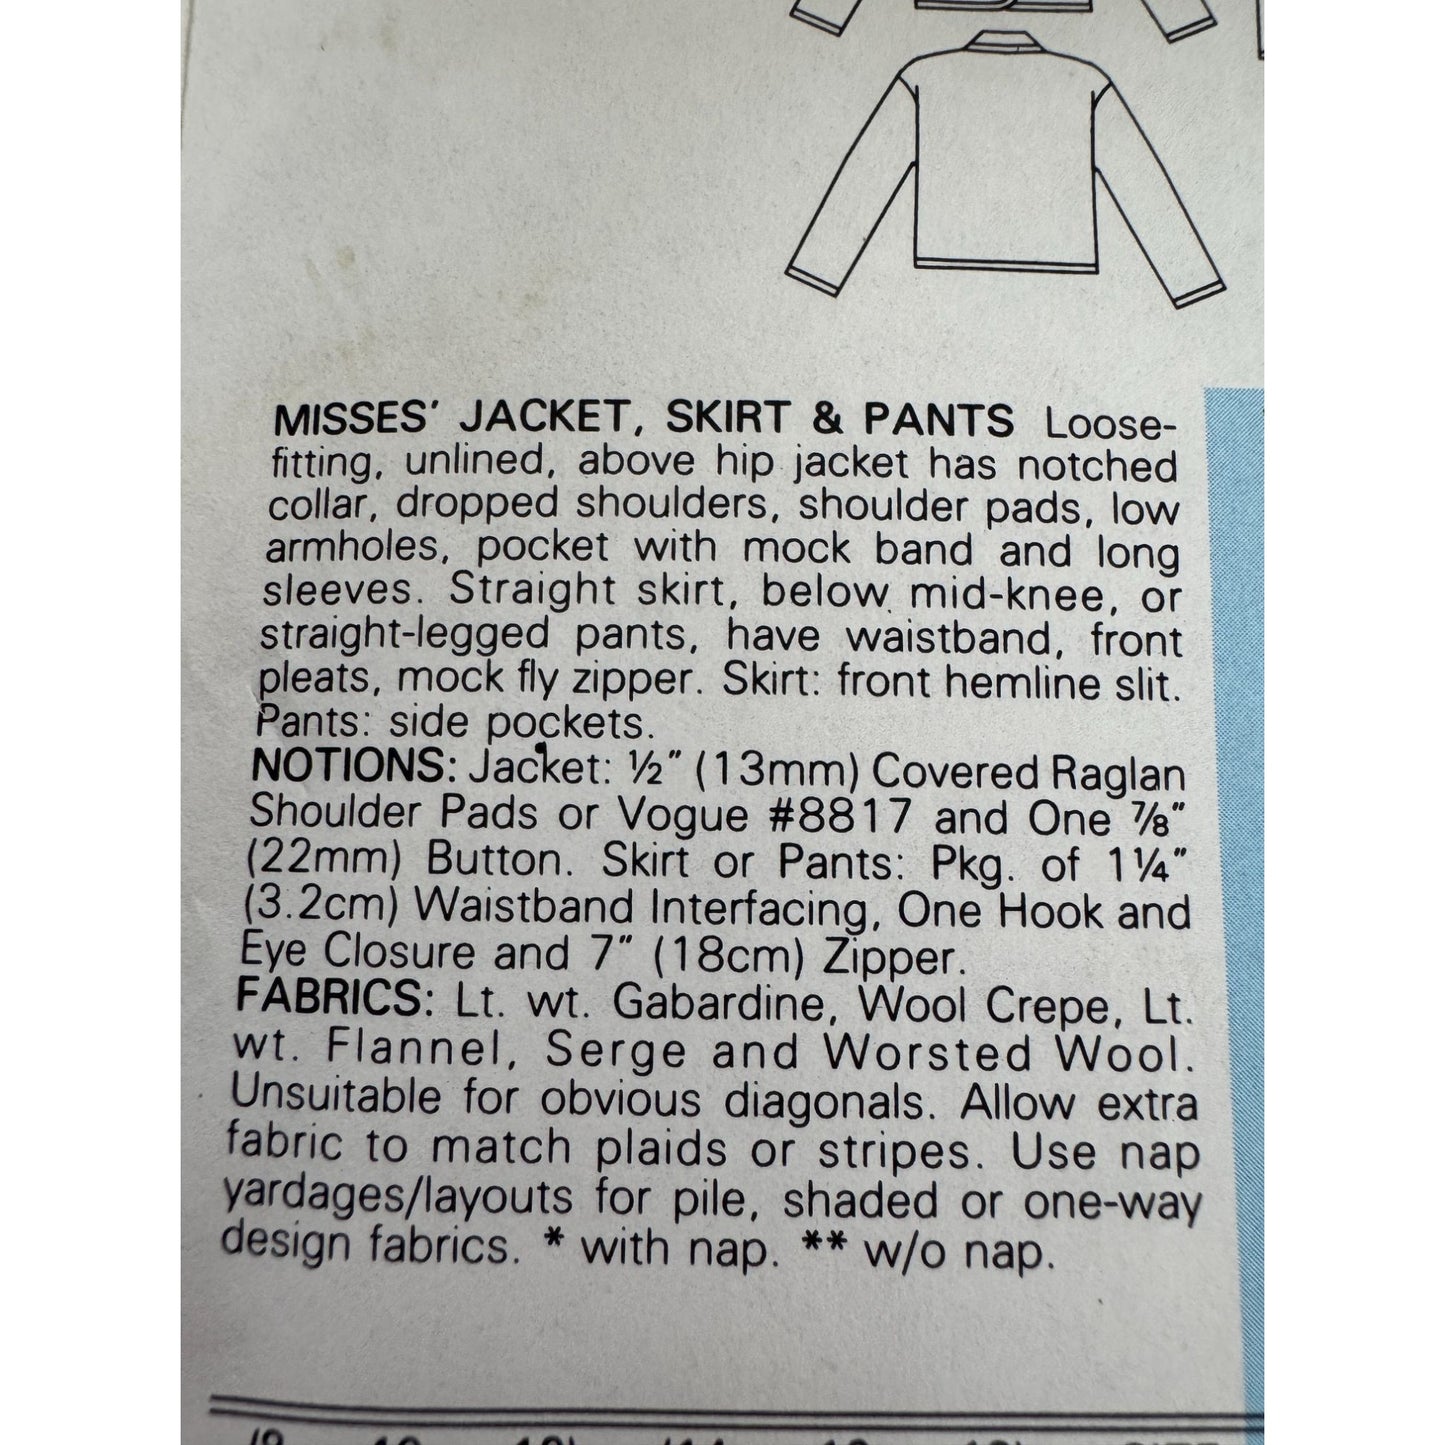 MISSES' JACKET, SKIRT & PANTS Loose-
fitting, unlined, above hip jacket has notched
collar, dropped shoulders, shoulder pads, low
armholes, pocket with mock band and long
sleeves. Straight skirt, below mid-knee, or
straight-legged pants, have waistband, front
pleats, mock fly zipper. Skirt: front hemline slit.
Pants: side pockets.
NOTIONS: Jacket: ½" (13mm) Covered Raglan
Shoulder Pads or Vogue #8817 and One ⅞"
(22mm) Button. Skirt or Pants: Pkg. of 1¼"
(3.2cm) Waistband Interfacing, One Hook and
Eye Closure and 7" (18cm) Zipper.
FABRICS: Lt. wt. Gabardine, Wool Crepe, Lt.
wt. Flannel, Serge and Worsted Wool.
Unsuitable for obvious diagonals. Allow extra
fabric to match plaids or stripes. Use nap
yardages/layouts for pile, shaded or one-way
design fabrics. * with nap. ** w/o nap.